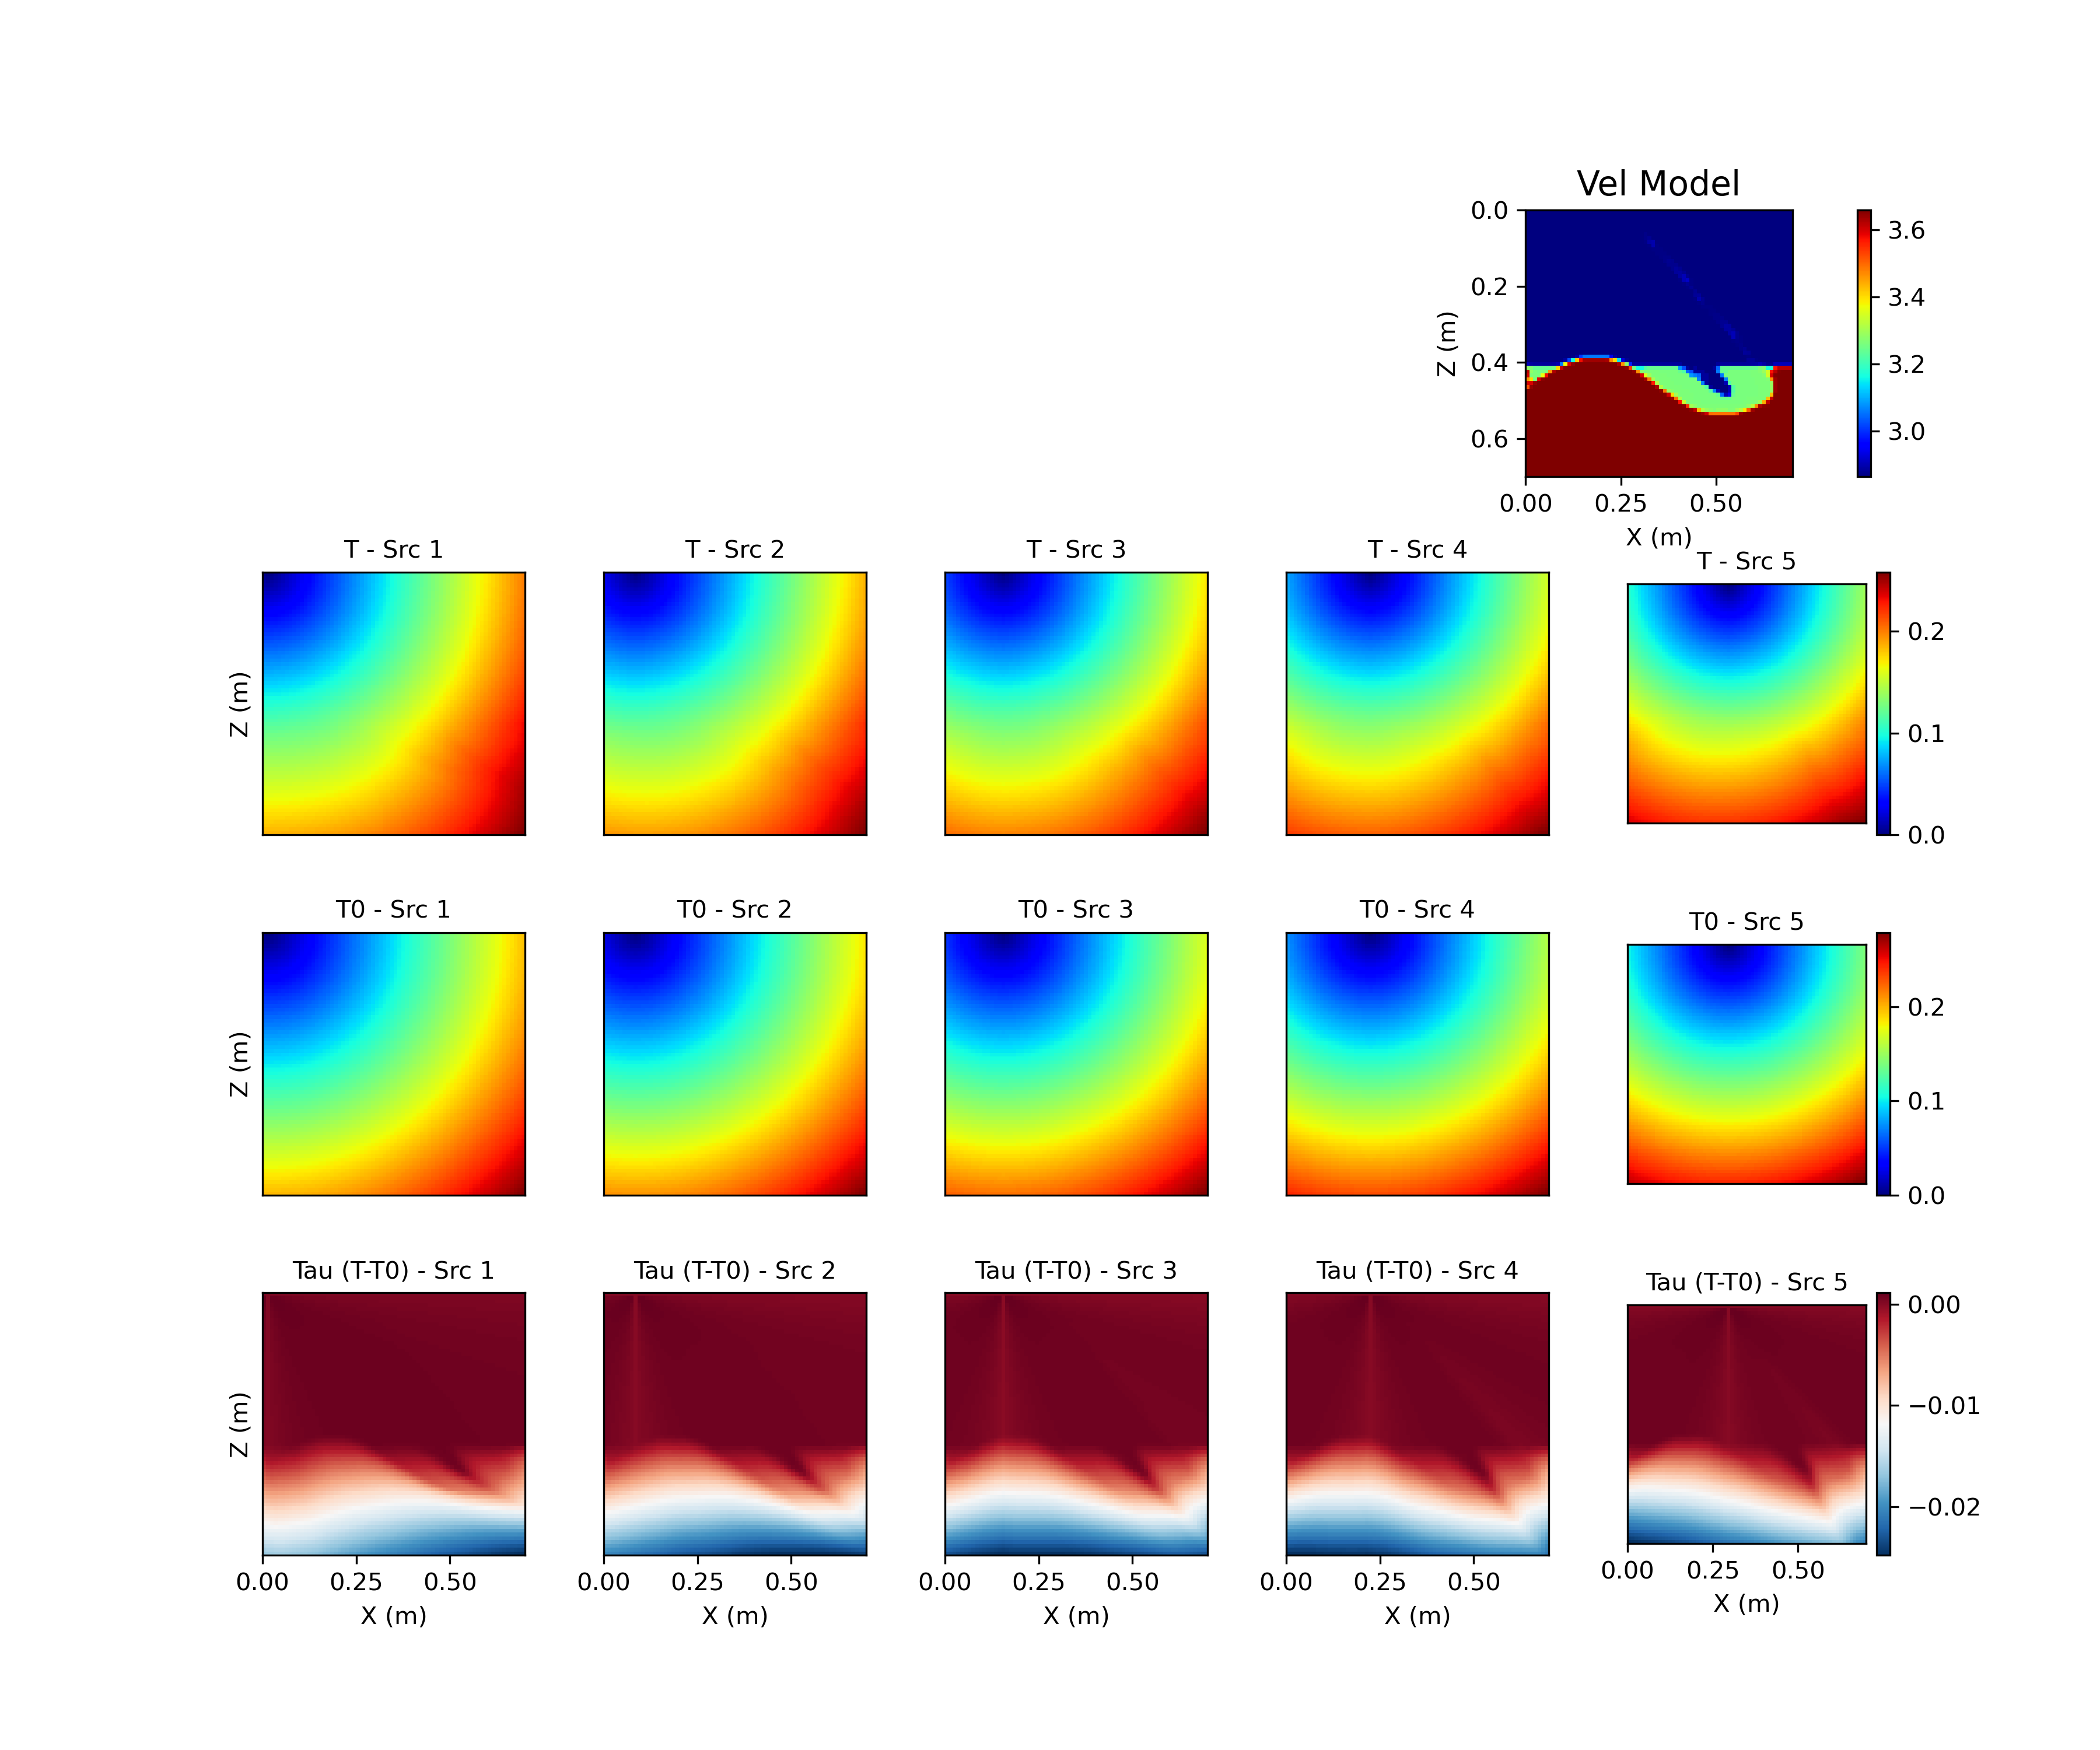 Vel Model
0.0
0.2
0.4
0.6
Z (m)
0.00 0.25 0.50
X (m)
3.6
3.4
3.2
3.0
T - Src 1 T - Src 2 T - Src 3 T - Src 4 T - Src 5
Z (m)
0.2
0.1
0.0
T0 - Src 1 T0 - Src 2 T0 - Src 3 T0 - Src 4 T0 - Src 5
Z (m)
0.2
0.1
0.0
Tau (T-T0) - Src 1 Tau (T-T0) - Src 2 Tau (T-T0) - Src 3 Tau (T-T0) - Src 4 Tau (T-T0) - Src 5
Z (m)
0.00
−0.01
−0.02
0.00 0.25 0.50 0.00 0.25 0.50 0.00 0.25 0.50 0.00 0.25 0.50 0.00 0.25 0.50
X (m) X (m) X (m) X (m) X (m)